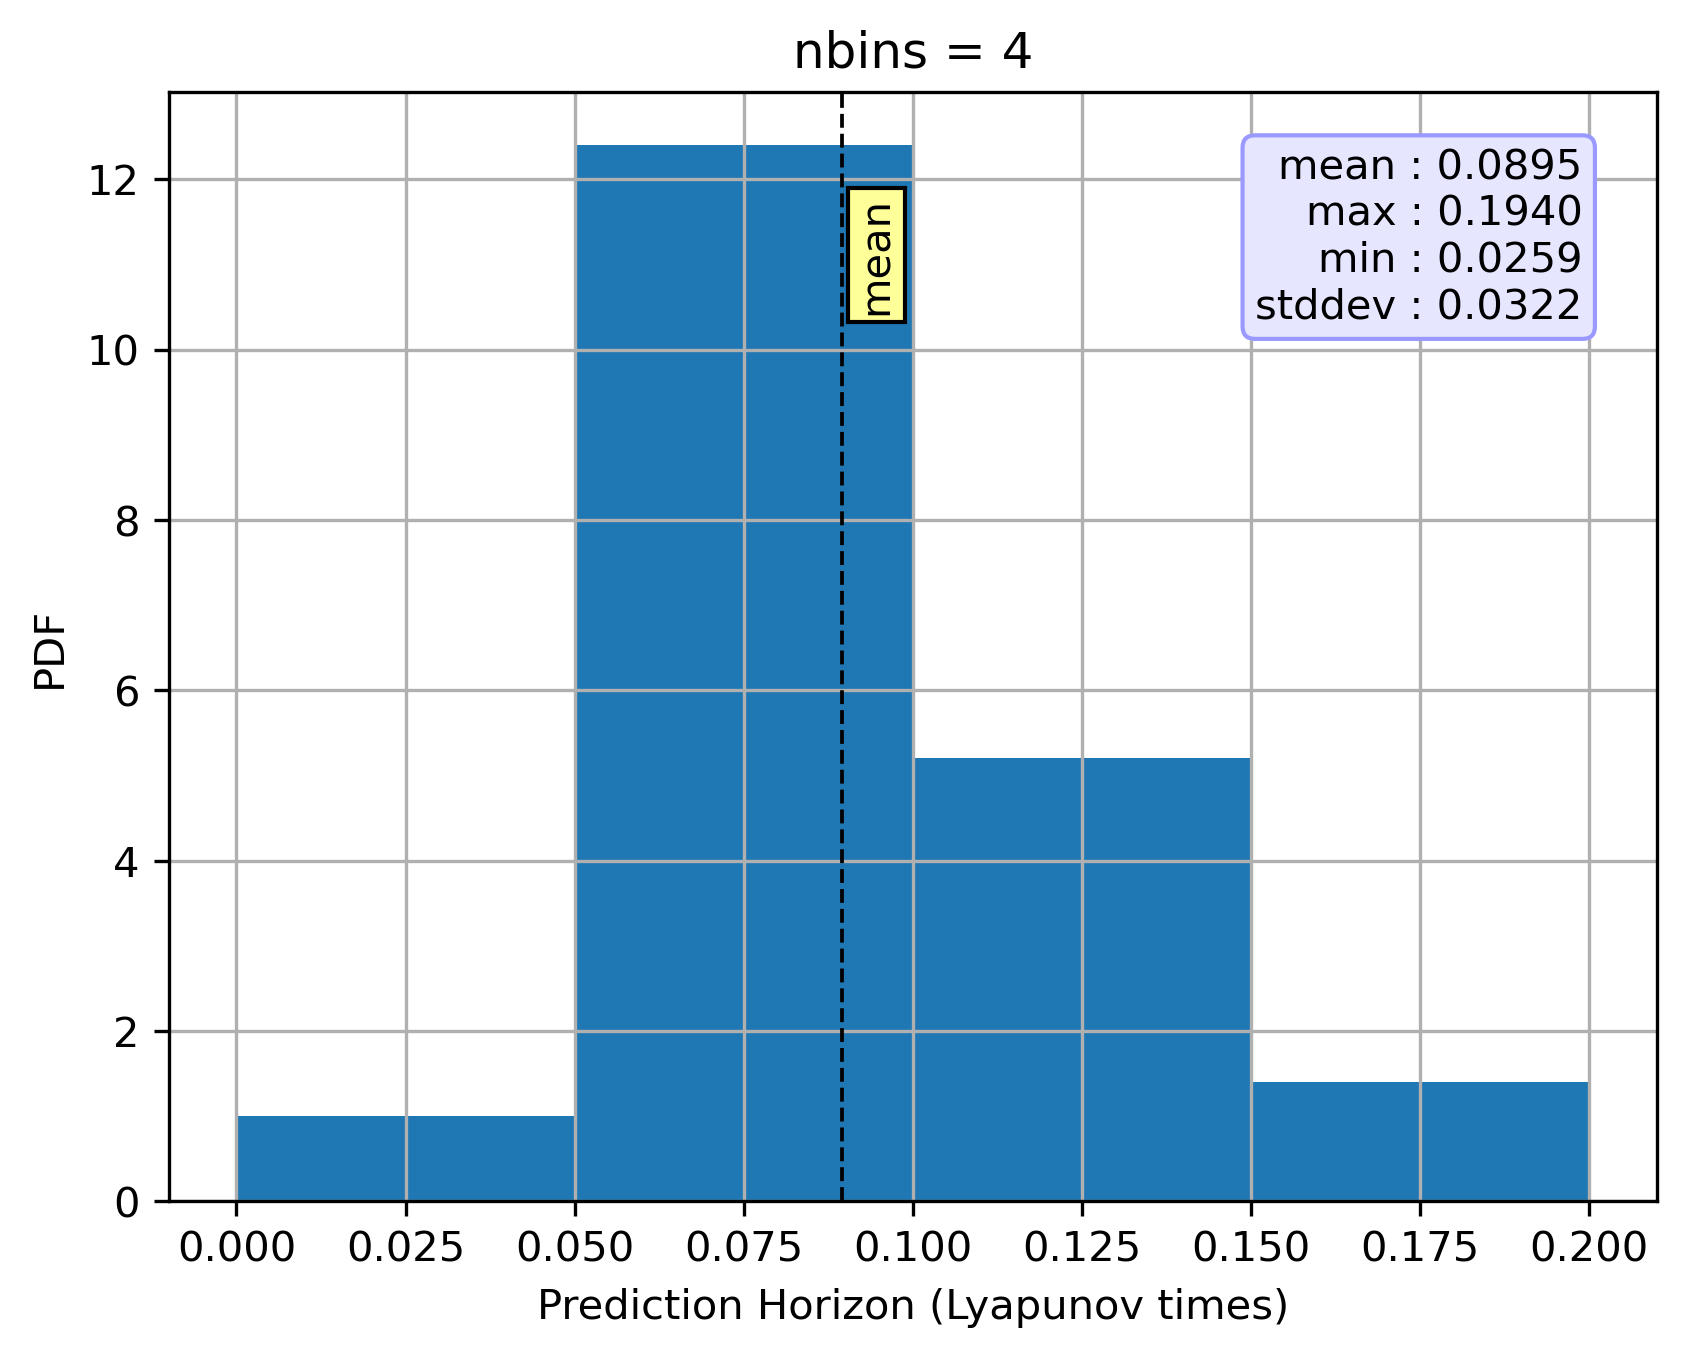 nbins = 4
mean : 0.0895
max : 0.1940
min : 0.0259
stddev : 0.0322
mean
12
10
8
6
4
2
0
PDF
0.000 0.025 0.050 0.075 0.100 0.125 0.150 0.175 0.200
Prediction Horizon (Lyapunov times)